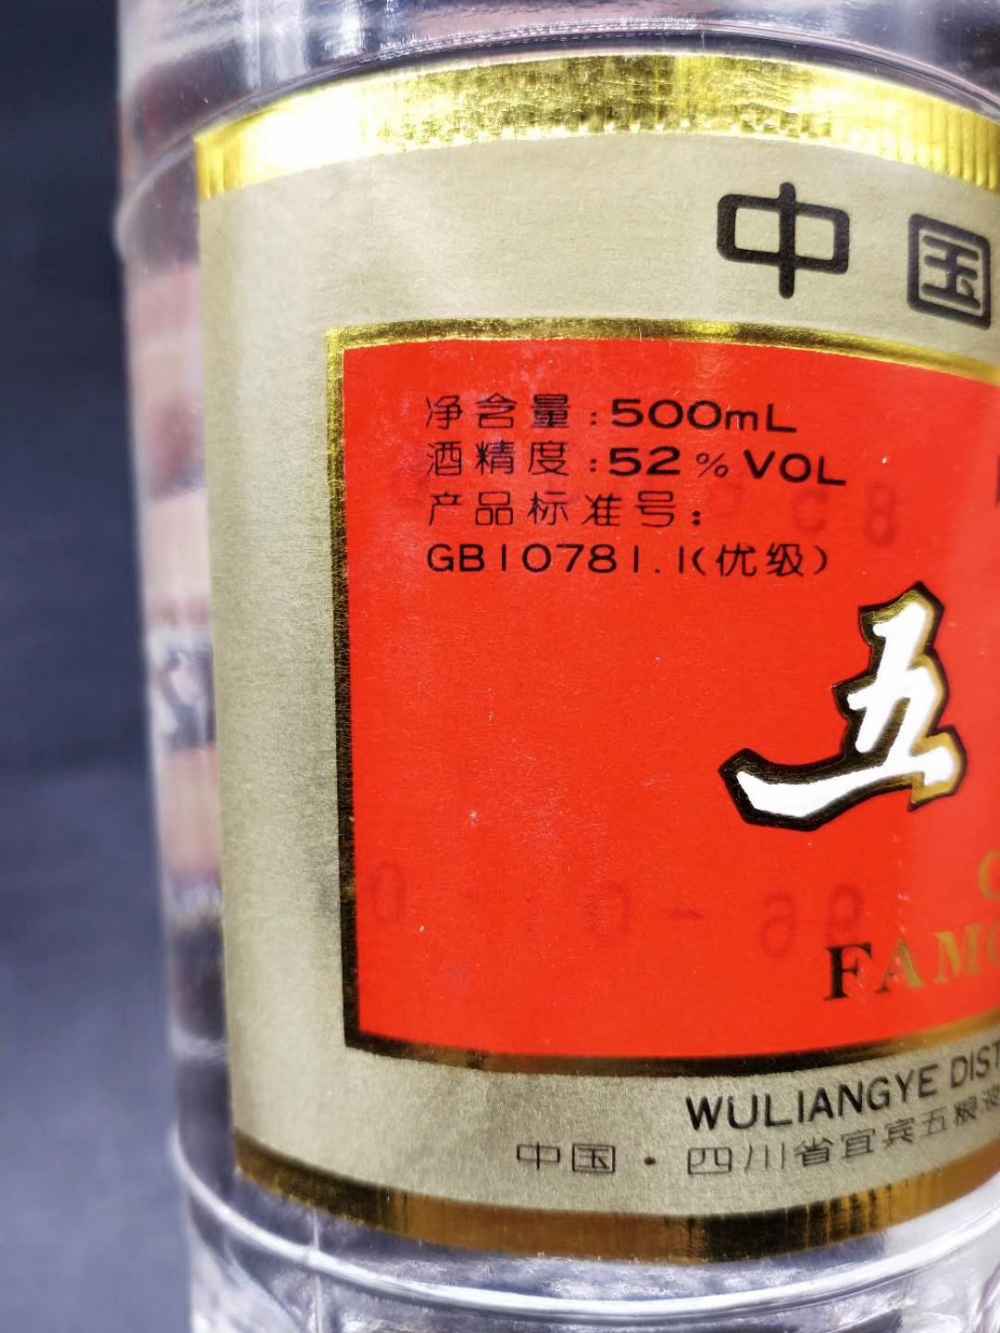 中国
净含量:500mL
酒精度:52%VOL
产品标准号:
GB10781.1(优级)
五
WULIANGYE
中国·四川省宜宾五粮液